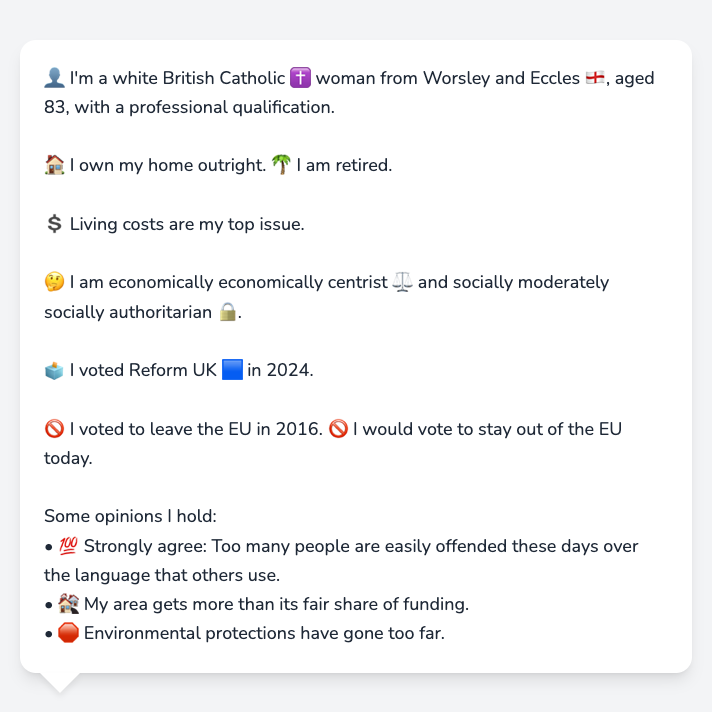 👤 I'm a white British Catholic ✝️ woman from Worsley and Eccles 🏴󠁧󠁢󠁥󠁮󠁧󠁿, aged
83, with a professional qualification.
🏠 I own my home outright. 🌴 I am retired.
💲 Living costs are my top issue.
🤔 I am economically economically centrist ⚖️ and socially moderately
socially authoritarian 🔒.
🗳️ I voted Reform UK 🟦 in 2024.
🚫 I voted to leave the EU in 2016. 🚫 I would vote to stay out of the EU
today.
Some opinions I hold:
• 💯 Strongly agree: Too many people are easily offended these days over
the language that others use.
• 🏘️ My area gets more than its fair share of funding.
• 🛑 Environmental protections have gone too far.